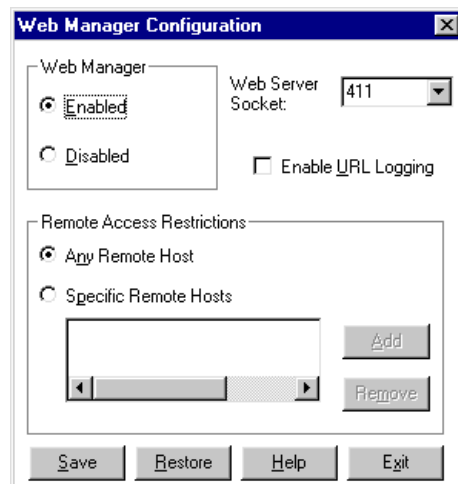 Web Manager Configuration
Web Manager
Enabled
Disabled
Web Server
Socket:
411
Enable URL Logging
Remote Access Restrictions
Any Remote Host
Specific Remote Hosts
Add
Remove
Save Restore Help Exit